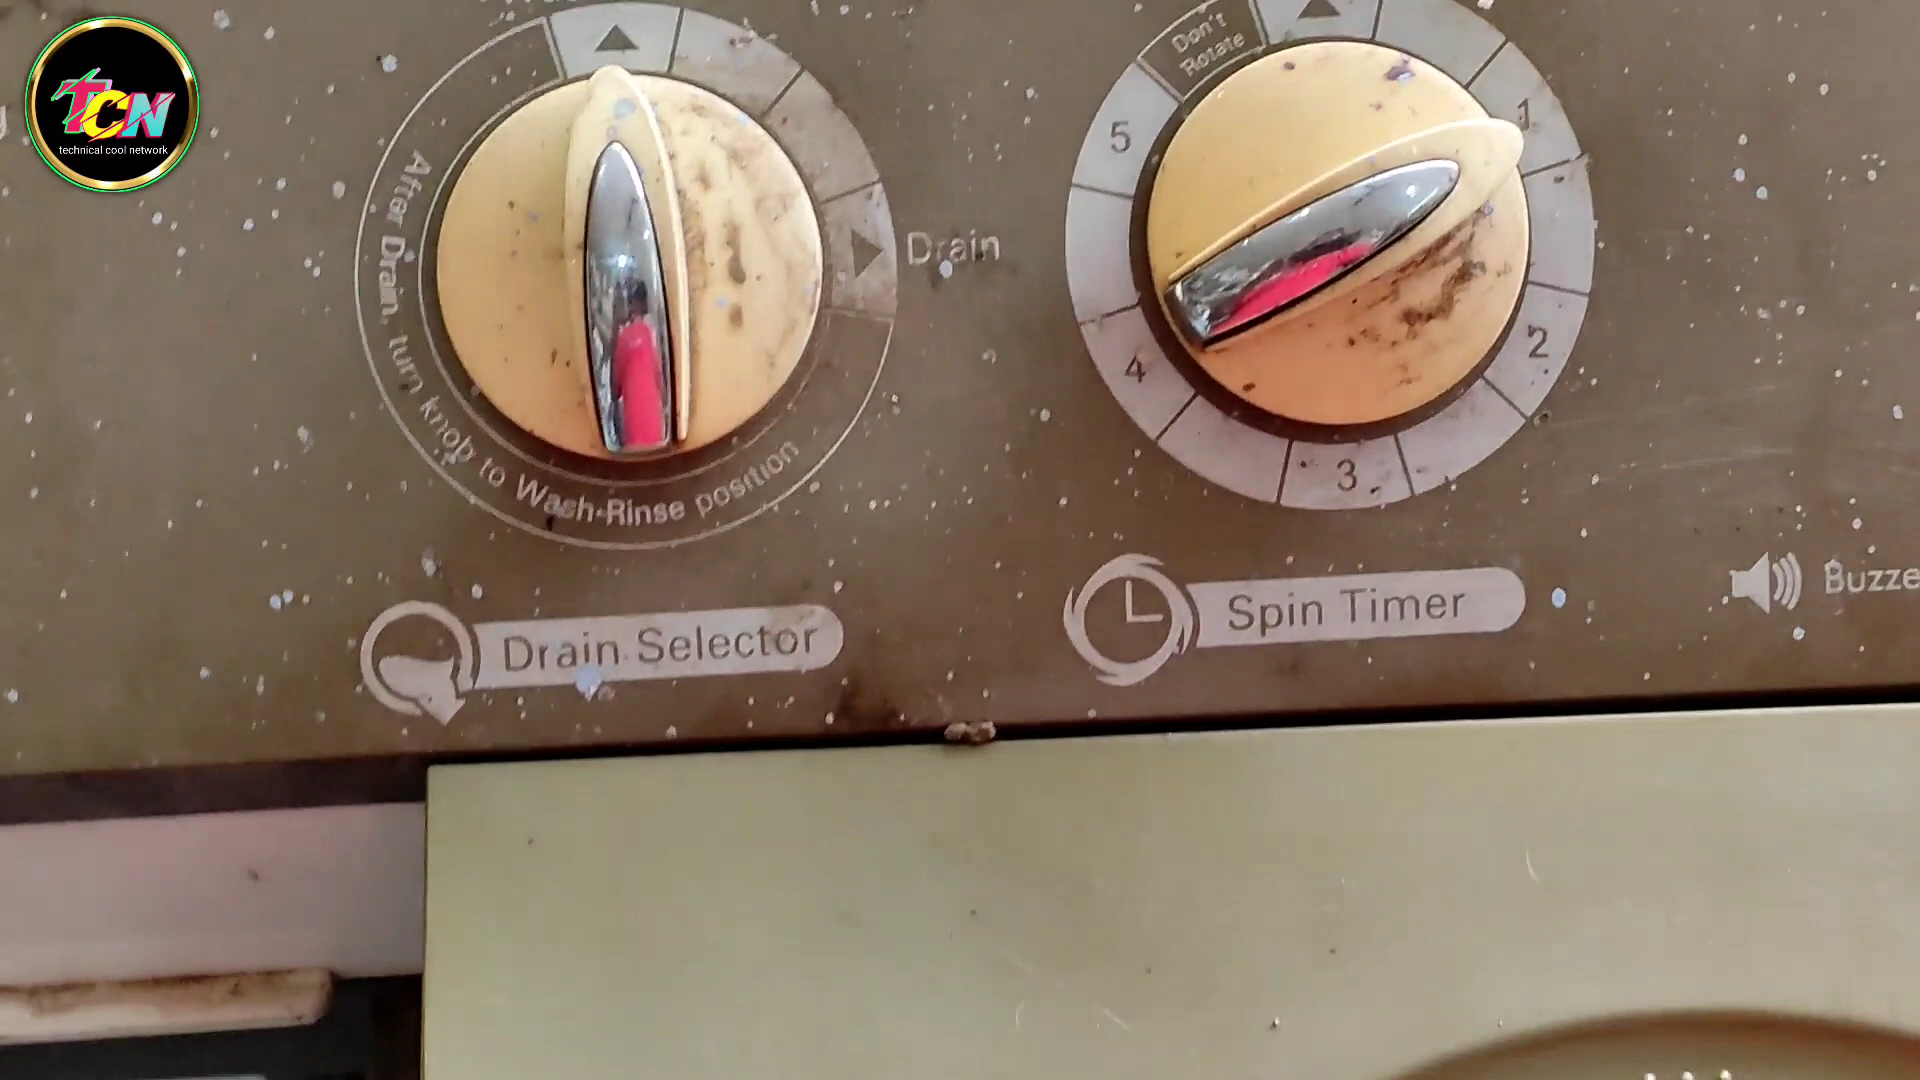 TCN
technical cool network
Don't
Rotate
1
2
3
4
5
Drain
After Drain, turn knob to Wash-Rinse position
Drain Selector
Spin Timer
Buzze